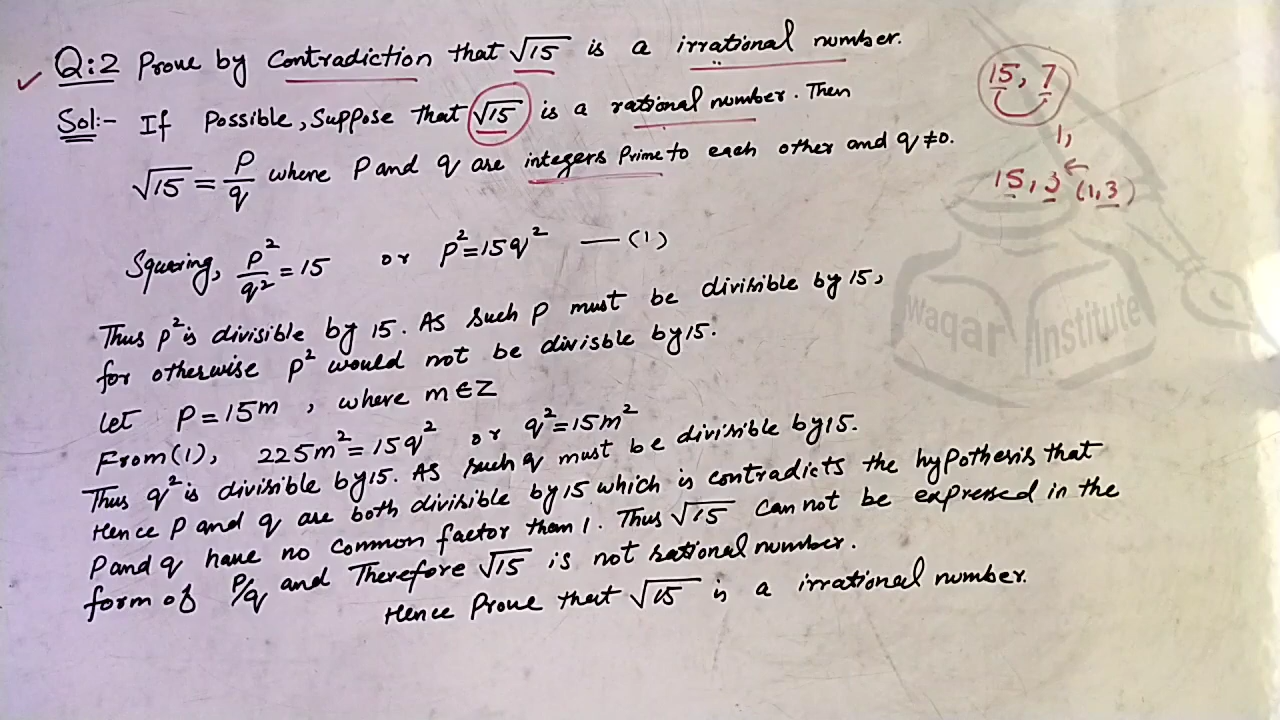 Q:2 Prove by Contradiction that √15 is a irrational number.
Sol:- If Possible, Suppose that √15 is a rational number. Then
√15 = P/q where P and q are integers Prime to each other and q ≠ 0.
Squaring, P²/q² = 15 or P² = 15q² — (1)
Thus P² is divisible by 15. As such P must be divisible by 15,
for otherwise P² would not be divisble by 15.
let P = 15m , where m ∈ Z
From (1), 225m² = 15q² or q² = 15m²
Thus q² is divisible by 15. As such q must be divisible by 15.
Hence P and q are both divisible by 15 which is contradicts the hypothesis that
P and q have no common factor than 1. Thus √15 Cannot be expressed in the
form of P/q and Therefore √15 is not rational number.
Hence Prove that √15 is a irrational number.
15, 7
1,
15, 3 (1,3)
Waqar Institute